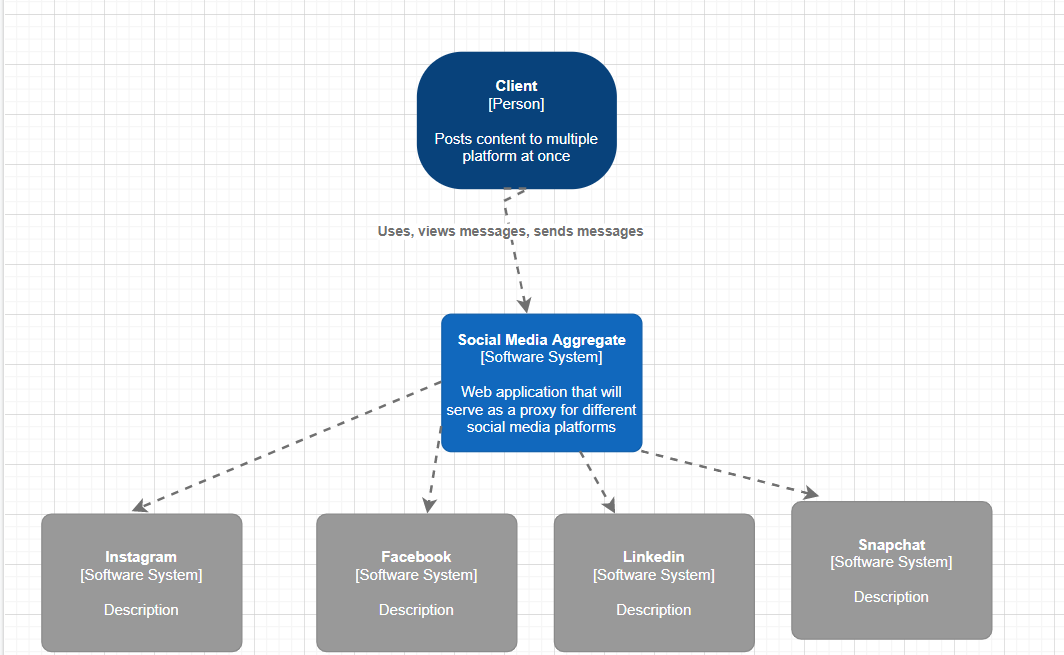 Client
[Person]
Posts content to multiple
platform at once
Uses, views messages, sends messages
Social Media Aggregate
[Software System]
Web application that will
serve as a proxy for different
social media platforms
Instagram
[Software System]
Description
Facebook
[Software System]
Description
Linkedin
[Software System]
Description
Snapchat
[Software System]
Description